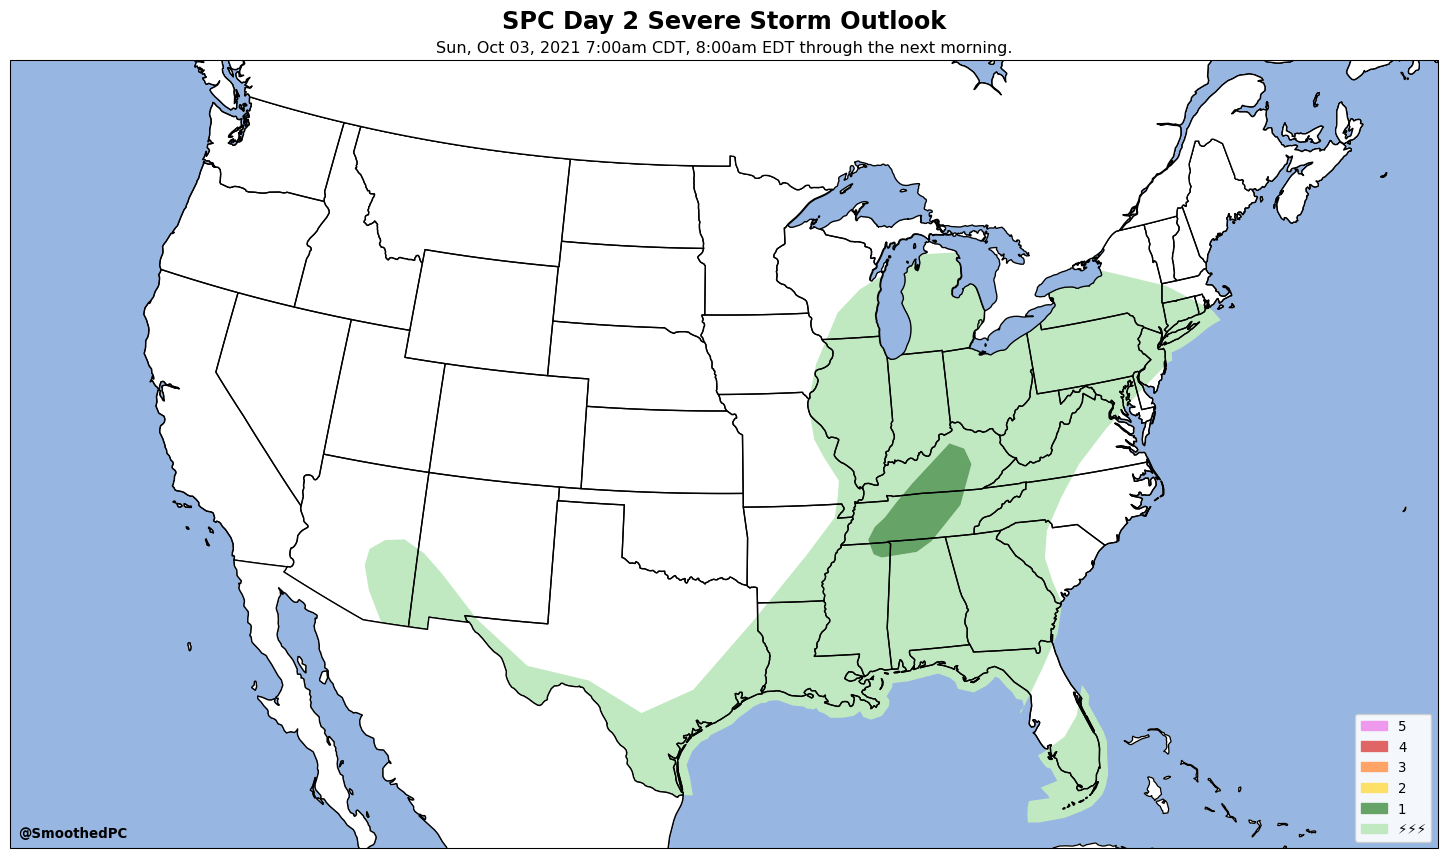 SPC Day 2 Severe Storm Outlook
Sun, Oct 03, 2021 7:00am CDT, 8:00am EDT through the next morning.
5
4
3
2
1
⚡⚡⚡
@SmoothedPC